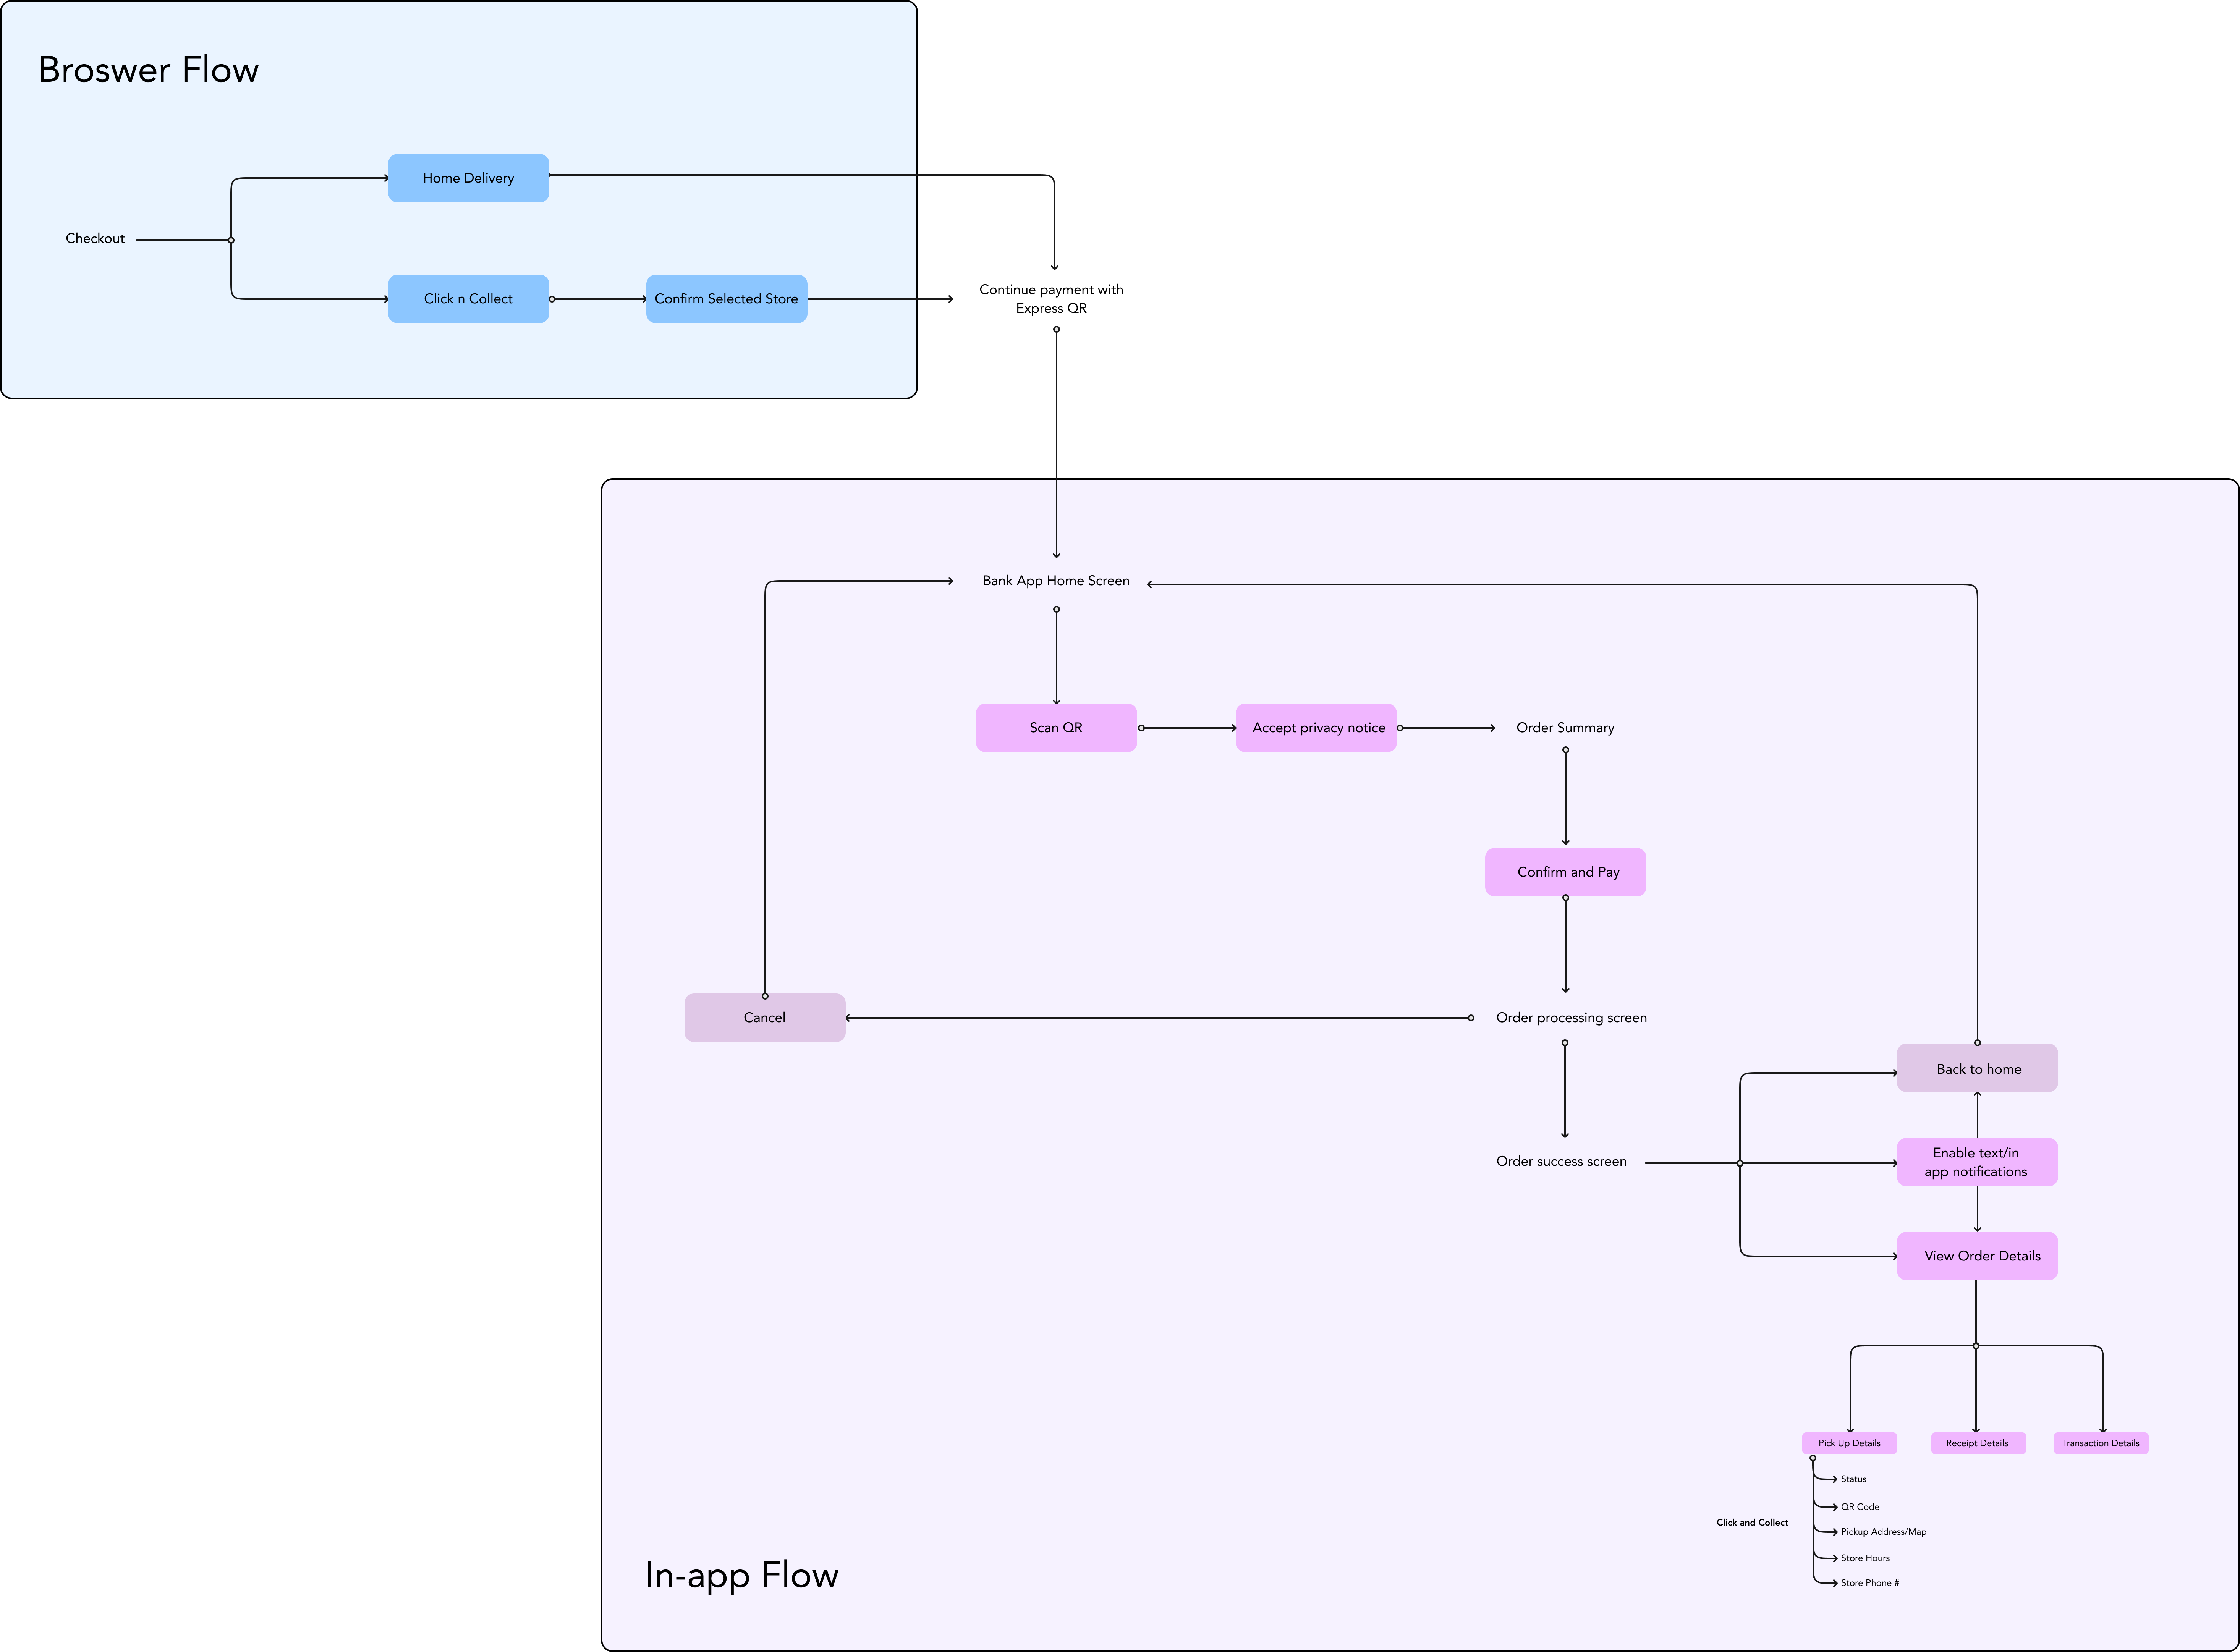 Broswer Flow
Home Delivery
Checkout
Click n Collect
Confirm Selected Store
Continue payment with
Express QR
Bank App Home Screen
Scan QR
Accept privacy notice
Order Summary
Confirm and Pay
Cancel
Order processing screen
Back to home
Order success screen
Enable text/in
app notifications
View Order Details
Pick Up Details
Receipt Details
Transaction Details
Status
QR Code
Click and Collect
Pickup Address/Map
Store Hours
Store Phone #
In-app Flow